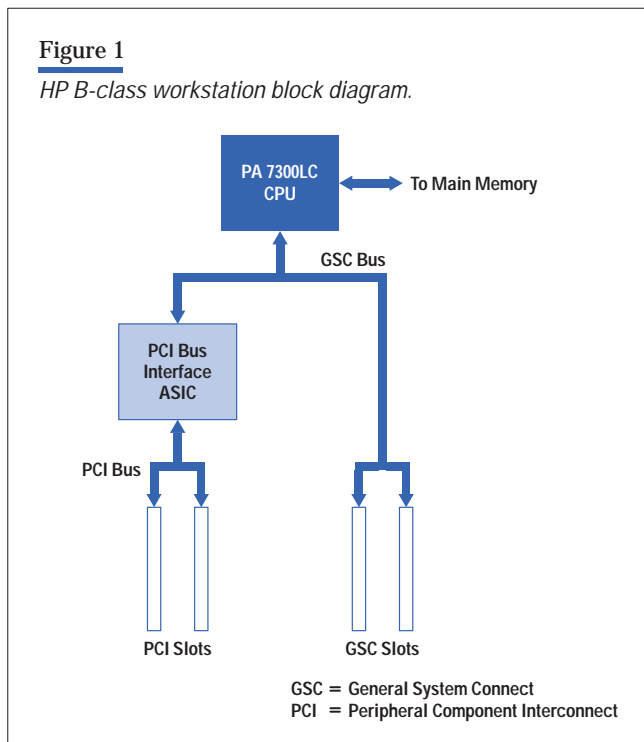 Figure 1
HP B-class workstation block diagram.
PA 7300LC
CPU
To Main Memory
GSC Bus
PCI Bus
Interface
ASIC
PCI Bus
PCI Slots
GSC Slots
GSC = General System Connect
PCI = Peripheral Component Interconnect